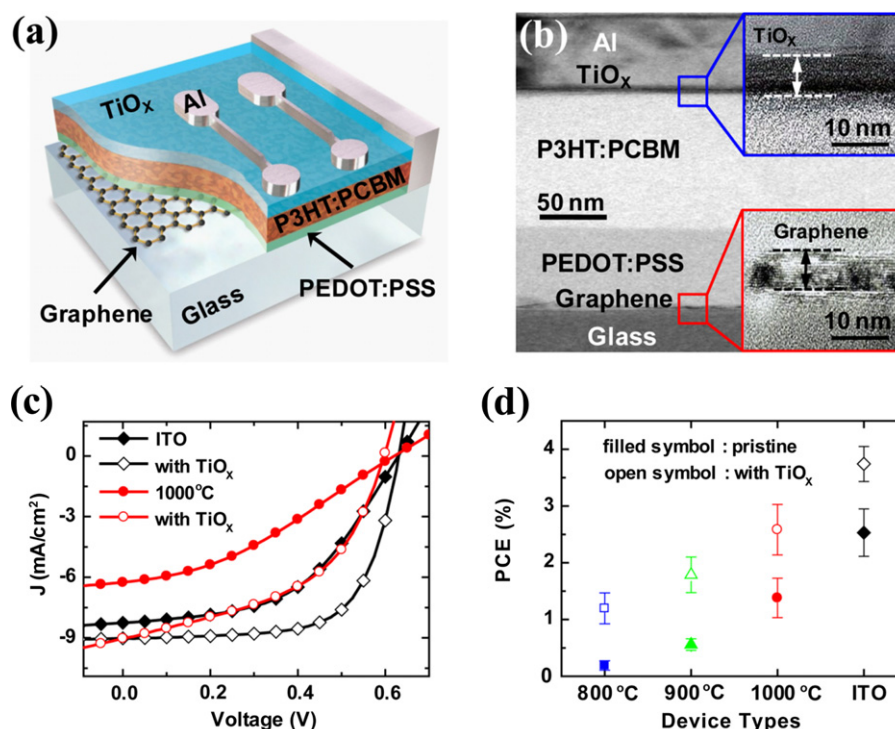 (a)
TiOx
Al
P3HT:PCBM
PEDOT:PSS
Graphene
Glass
(b)
Al
TiOx
TiOx
10 nm
P3HT:PCBM
50 nm
Graphene
PEDOT:PSS
Graphene
10 nm
Glass
(c)
ITO
with TiOx
1000°C
with TiOx
0
-3
-6
-9
J (mA/cm²)
0.0 0.2 0.4 0.6
Voltage (V)
(d)
filled symbol : pristine
open symbol : with TiOx
4
3
2
1
0
PCE (%)
800°C 900°C 1000°C ITO
Device Types